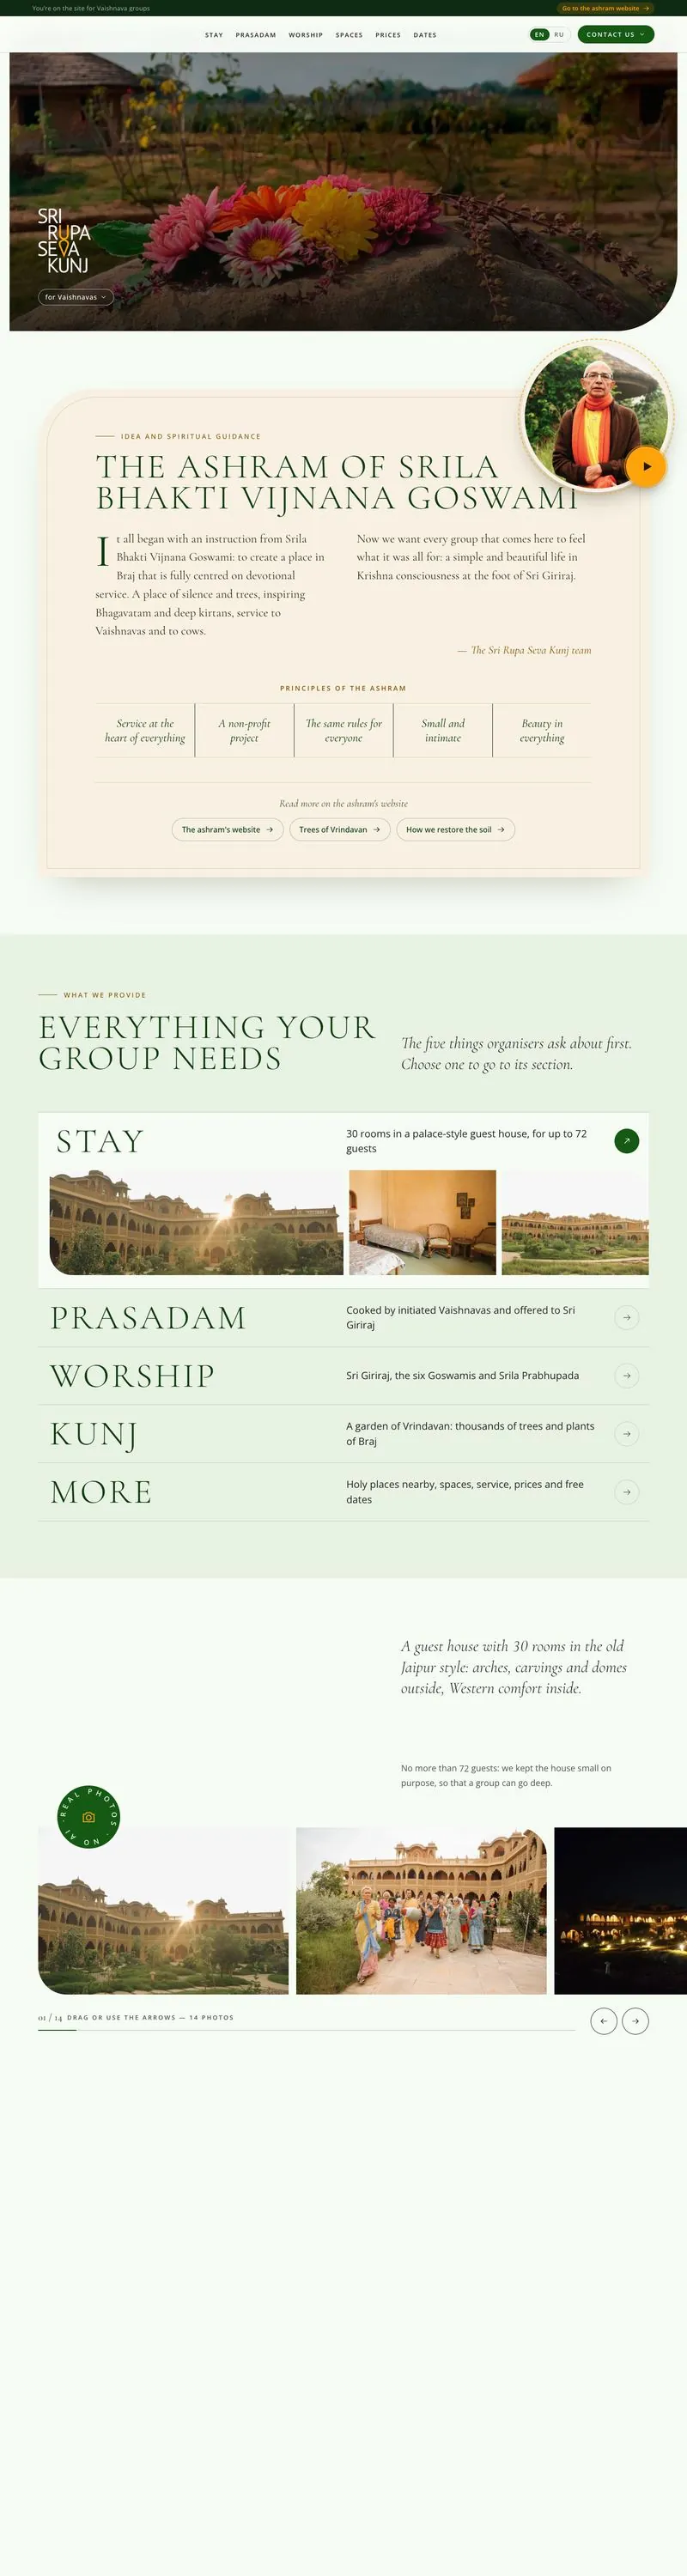 You're on the site for Vaishnava groups
Go to the ashram website →
STAY PRASADAM WORSHIP SPACES PRICES DATES
EN RU
CONTACT US
SRI
RUPA
SEVA
KUNJ
for Vaishnavas
IDEA AND SPIRITUAL GUIDANCE
THE ASHRAM OF SRILA
BHAKTI VIJNANA GOSWAMI
It all began with an instruction from Srila
Bhakti Vijnana Goswami: to create a place in
Braj that is fully centred on devotional
service. A place of silence and trees, inspiring
Bhagavatam and deep kirtans, service to
Vaishnavas and to cows.
Now we want every group that comes here to feel
what it was all for: a simple and beautiful life in
Krishna consciousness at the foot of Sri Giriraj.
— The Sri Rupa Seva Kunj team
PRINCIPLES OF THE ASHRAM
Service at the
heart of everything
A non-profit
project
The same rules for
everyone
Small and
intimate
Beauty in
everything
Read more on the ashram's website
The ashram's website →
Trees of Vrindavan →
How we restore the soil →
WHAT WE PROVIDE
EVERYTHING YOUR
GROUP NEEDS
The five things organisers ask about first.
Choose one to go to its section.
STAY
30 rooms in a palace-style guest house, for up to 72
guests
PRASADAM
Cooked by initiated Vaishnavas and offered to Sri
Giriraj
WORSHIP
Sri Giriraj, the six Goswamis and Srila Prabhupada
KUNJ
A garden of Vrindavan: thousands of trees and plants
of Braj
MORE
Holy places nearby, spaces, service, prices and free
dates
A guest house with 30 rooms in the old
Jaipur style: arches, carvings and domes
outside, Western comfort inside.
No more than 72 guests: we kept the house small on
purpose, so that a group can go deep.
REAL PHOTOS · NO AI ·
01 / 14 DRAG OR USE THE ARROWS — 14 PHOTOS